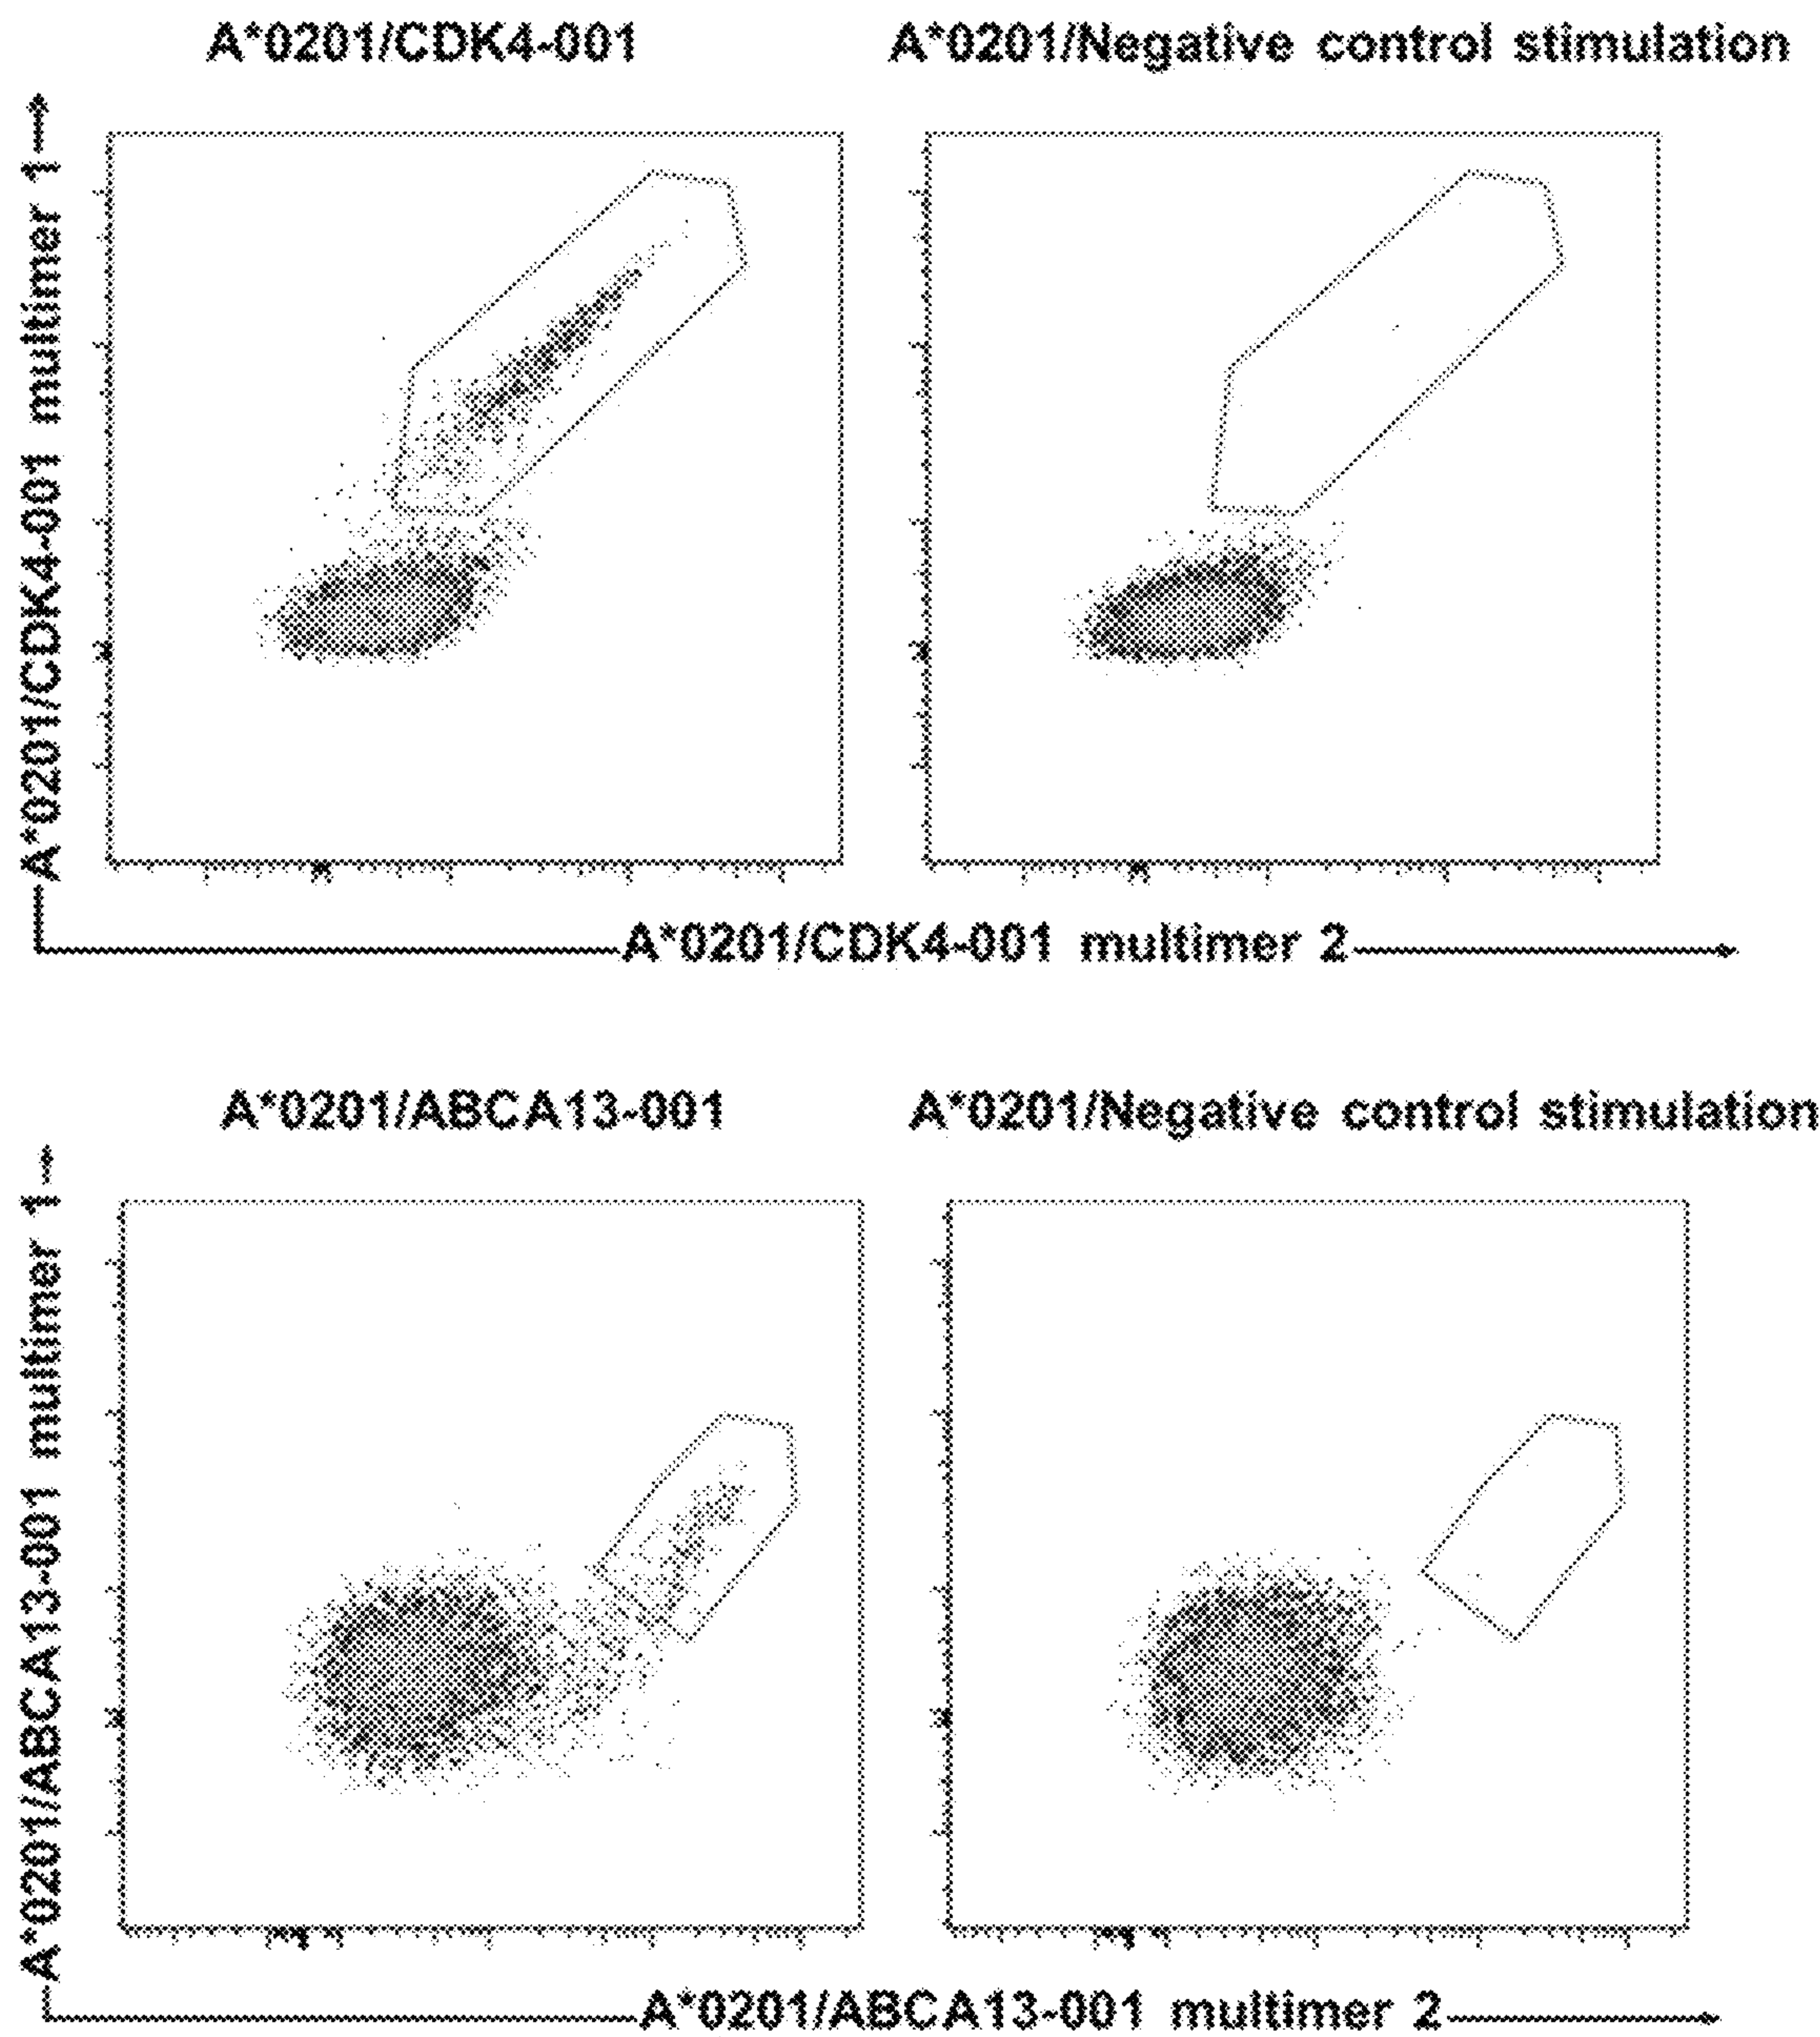 A*0201/CDK4-001
A*0201/Negative control stimulation
A*0201/CDK4-001 multimer 1
A*0201/CDK4-001 multimer 2
A*0201/ABCA13-001
A*0201/Negative control stimulation
A*0201/ABCA13-001 multimer 1
A*0201/ABCA13-001 multimer 2